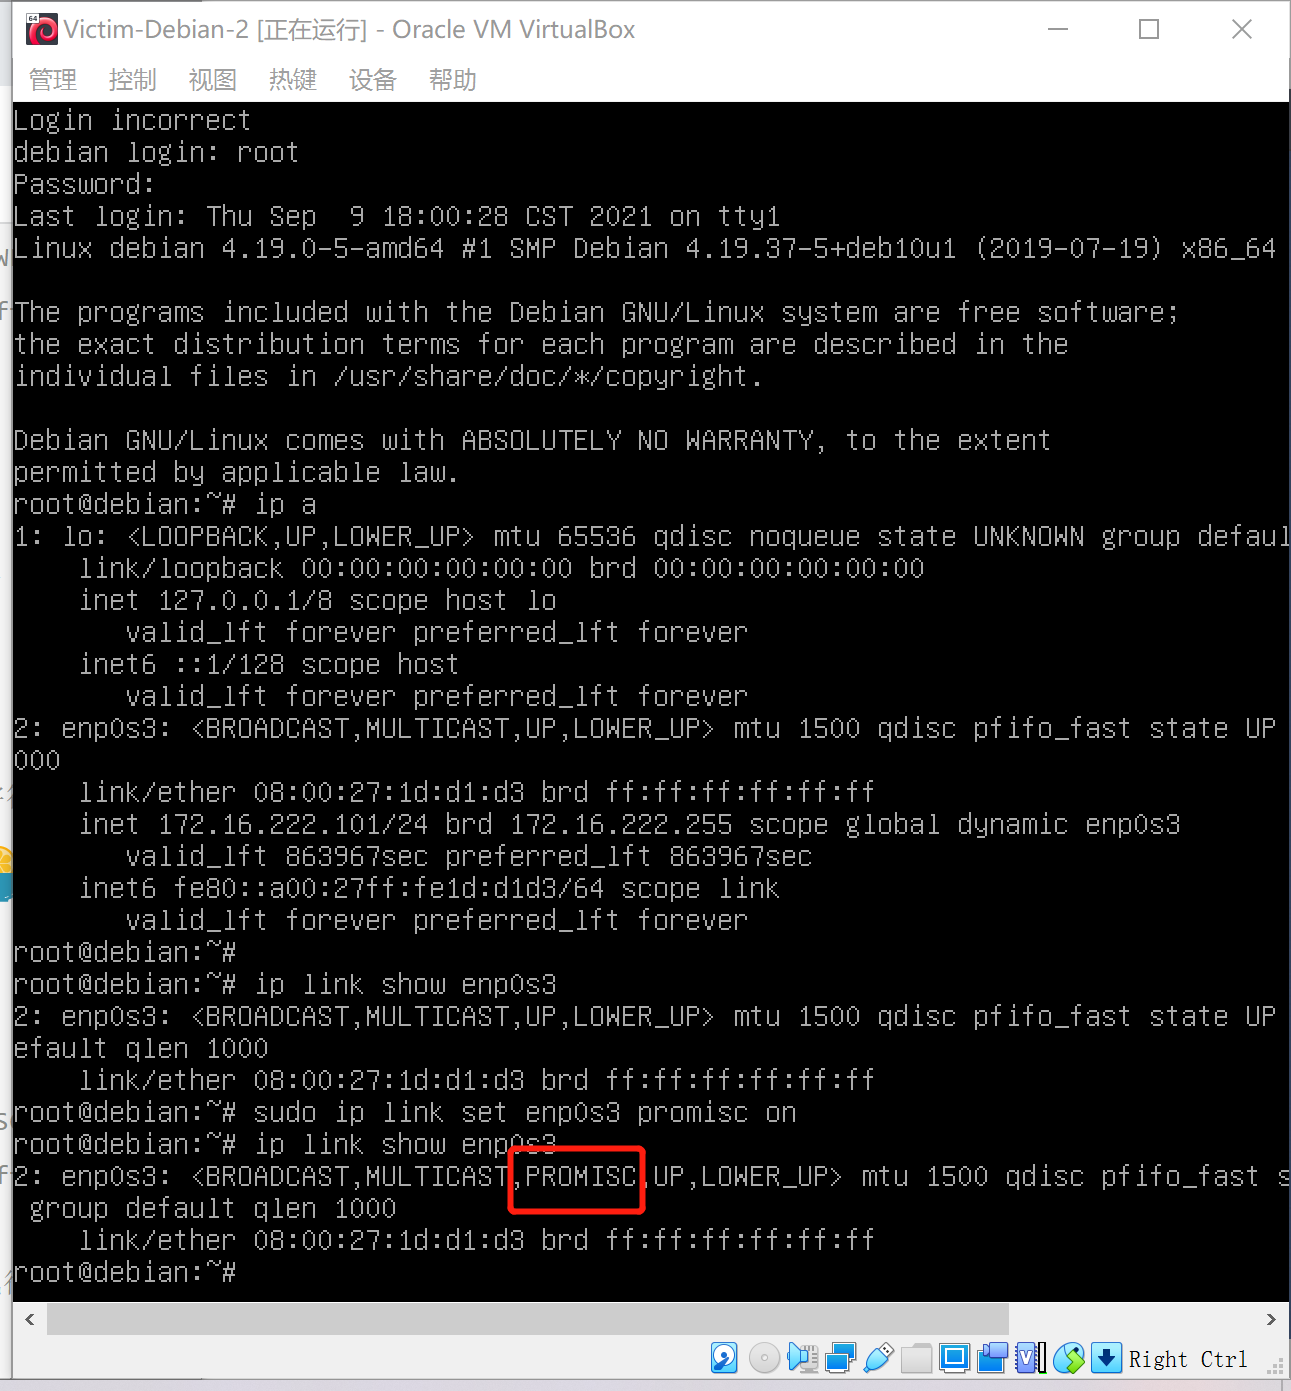 64
Victim-Debian-2 [正在运行] - Oracle VM VirtualBox
管理 控制 视图 热键 设备 帮助
Login incorrect
debian login: root
Password:
Last login: Thu Sep  9 18:00:28 CST 2021 on tty1
Linux debian 4.19.0-5-amd64 #1 SMP Debian 4.19.37-5+deb10u1 (2019-07-19) x86_64
The programs included with the Debian GNU/Linux system are free software;
the exact distribution terms for each program are described in the
individual files in /usr/share/doc/*/copyright.
Debian GNU/Linux comes with ABSOLUTELY NO WARRANTY, to the extent
permitted by applicable law.
root@debian:~# ip a
1: lo: <LOOPBACK,UP,LOWER_UP> mtu 65536 qdisc noqueue state UNKNOWN group defaul
link/loopback 00:00:00:00:00:00 brd 00:00:00:00:00:00
inet 127.0.0.1/8 scope host lo
valid_lft forever preferred_lft forever
inet6 ::1/128 scope host
valid_lft forever preferred_lft forever
2: enp0s3: <BROADCAST,MULTICAST,UP,LOWER_UP> mtu 1500 qdisc pfifo_fast state UP
000
link/ether 08:00:27:1d:d1:d3 brd ff:ff:ff:ff:ff:ff
inet 172.16.222.101/24 brd 172.16.222.255 scope global dynamic enp0s3
valid_lft 863967sec preferred_lft 863967sec
inet6 fe80::a00:27ff:fe1d:d1d3/64 scope link
valid_lft forever preferred_lft forever
root@debian:~#
root@debian:~# ip link show enp0s3
2: enp0s3: <BROADCAST,MULTICAST,UP,LOWER_UP> mtu 1500 qdisc pfifo_fast state UP
efault qlen 1000
link/ether 08:00:27:1d:d1:d3 brd ff:ff:ff:ff:ff:ff
root@debian:~# sudo ip link set enp0s3 promisc on
root@debian:~# ip link show enp0s3
2: enp0s3: <BROADCAST,MULTICAST,PROMISC,UP,LOWER_UP> mtu 1500 qdisc pfifo_fast s
group default qlen 1000
link/ether 08:00:27:1d:d1:d3 brd ff:ff:ff:ff:ff:ff
root@debian:~#
Right Ctrl